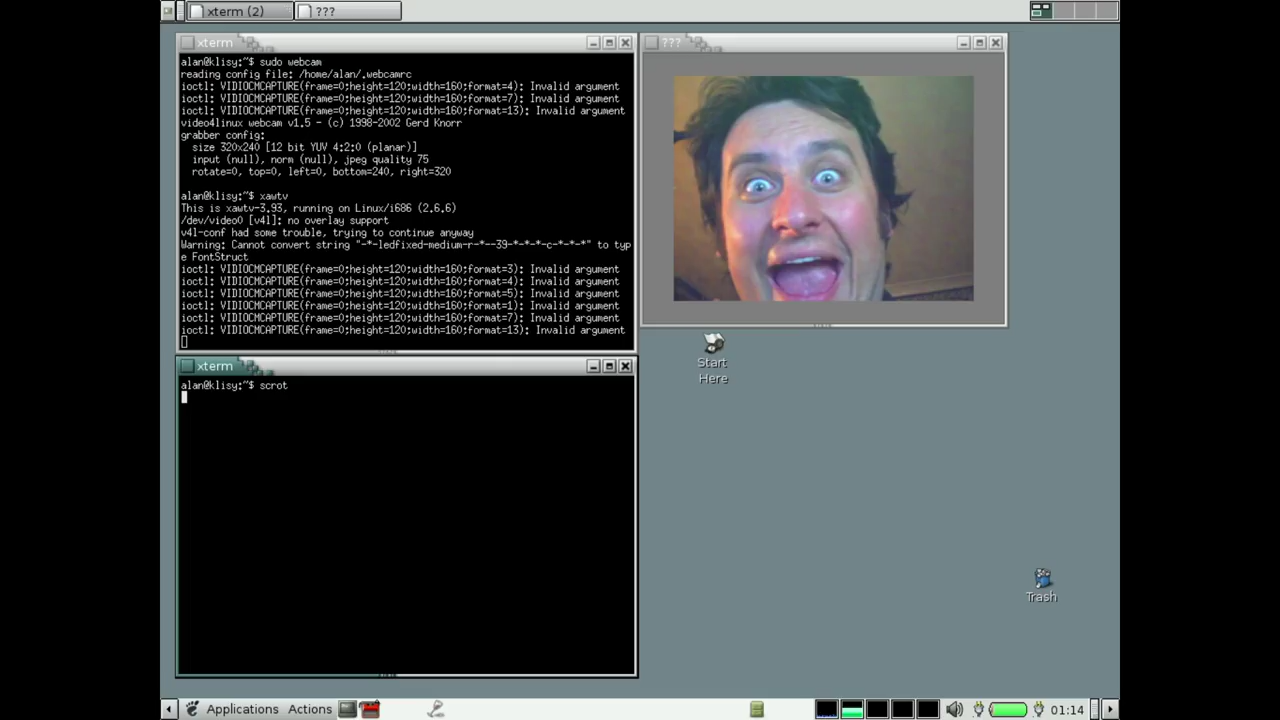 xterm (2)
???
xterm
alan@klisy:~$ sudo webcam
reading config file: /home/alan/.webcamrc
ioctl: VIDIOCMCAPTURE(frame=0;height=120;width=160;format=4): Invalid argument
ioctl: VIDIOCMCAPTURE(frame=0;height=120;width=160;format=7): Invalid argument
ioctl: VIDIOCMCAPTURE(frame=0;height=120;width=160;format=13): Invalid argument
video4linux webcam v1.5 - (c) 1998-2002 Gerd Knorr
grabber config:
  size 320x240 [12 bit YUV 4:2:0 (planar)]
  input (null), norm (null), jpeg quality 75
  rotate=0, top=0, left=0, bottom=240, right=320
alan@klisy:~$ xawtv
This is xawtv-3.93, running on Linux/i686 (2.6.6)
/dev/video0 [v4l]: no overlay support
v4l-conf had some trouble, trying to continue anyway
Warning: Cannot convert string "-*-ledfixed-medium-r-*--39-*-*-*-c-*-*-*" to typ
e FontStruct
ioctl: VIDIOCMCAPTURE(frame=0;height=120;width=160;format=3): Invalid argument
ioctl: VIDIOCMCAPTURE(frame=0;height=120;width=160;format=4): Invalid argument
ioctl: VIDIOCMCAPTURE(frame=0;height=120;width=160;format=5): Invalid argument
ioctl: VIDIOCMCAPTURE(frame=0;height=120;width=160;format=1): Invalid argument
ioctl: VIDIOCMCAPTURE(frame=0;height=120;width=160;format=7): Invalid argument
ioctl: VIDIOCMCAPTURE(frame=0;height=120;width=160;format=13): Invalid argument
???
Start
Here
xterm
alan@klisy:~$ scrot
Trash
Applications Actions
01:14